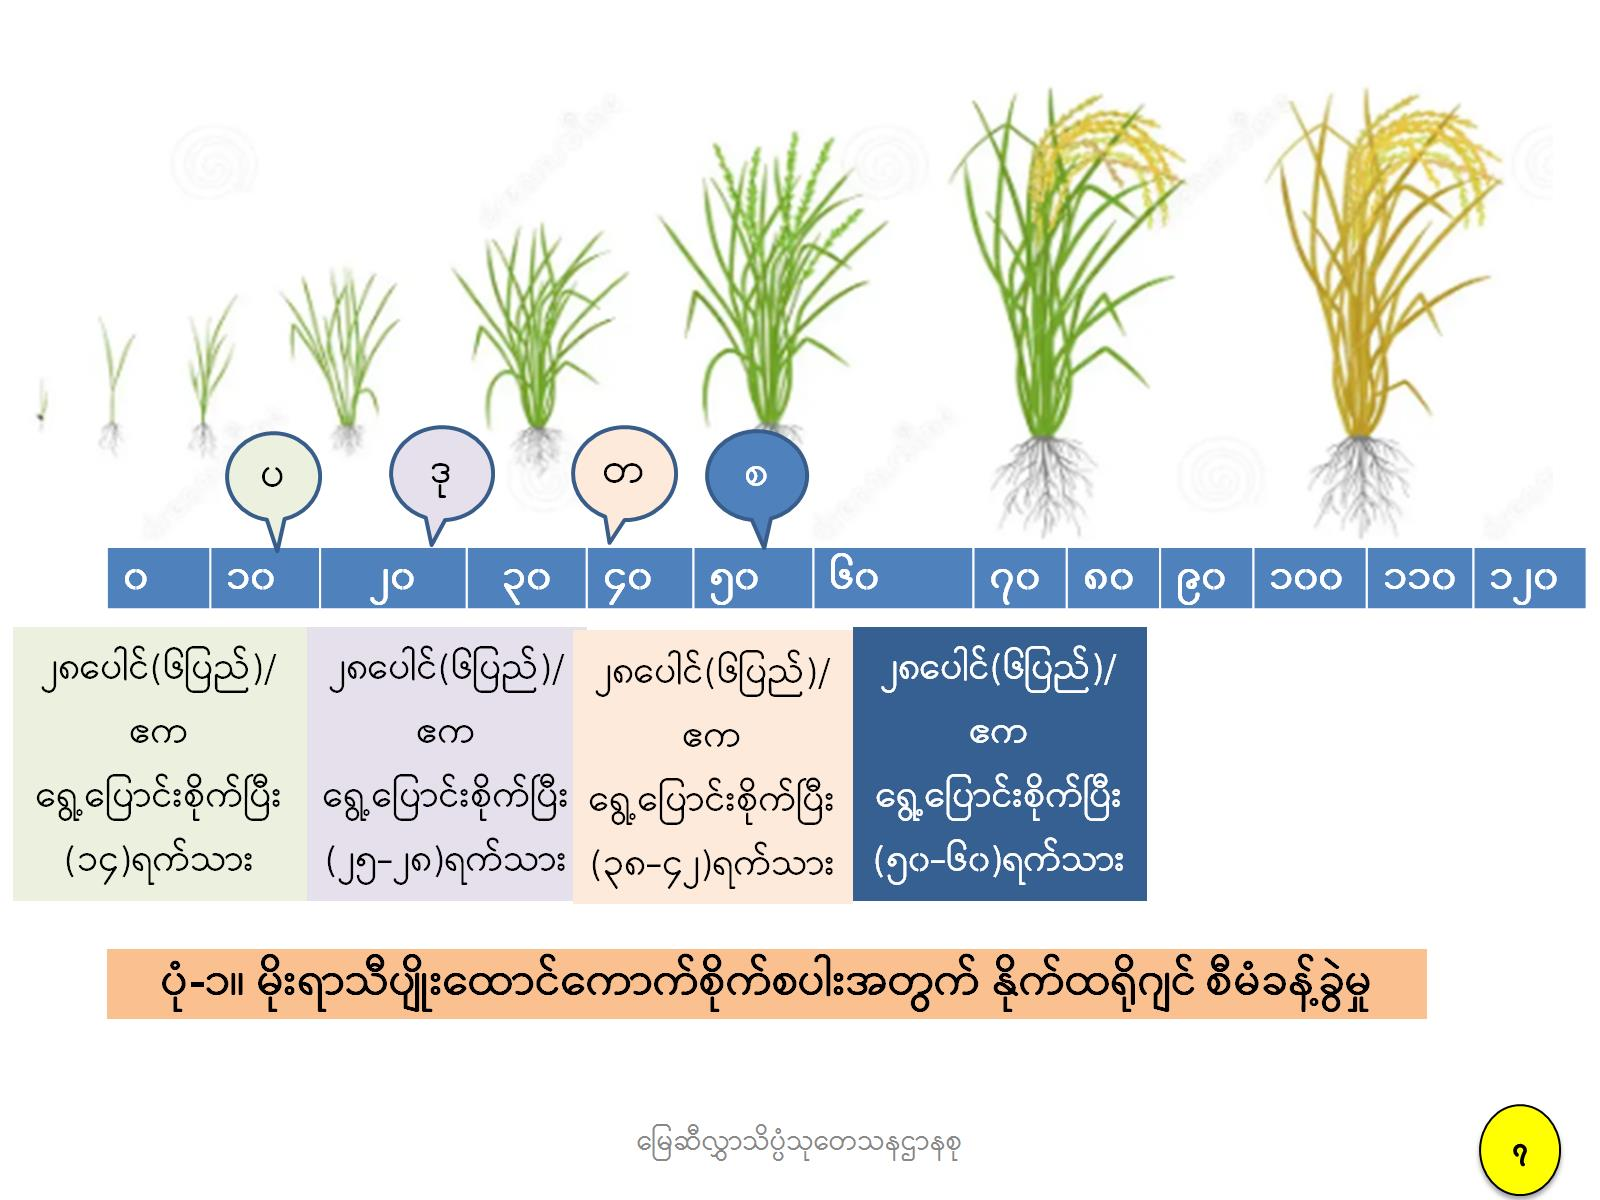 ပ
ဒု
တ
စ
၀ ၁၀ ၂၀ ၃၀ ၄၀ ၅၀ ၆၀ ၇၀ ၈၀ ၉၀ ၁၀၀ ၁၁၀ ၁၂၀
၂၈ပေါင်(၆ပြည်)/
ဧက
ရွေ့ပြောင်းစိုက်ပြီး
(၁၄)ရက်သား
၂၈ပေါင်(၆ပြည်)/
ဧက
ရွေ့ပြောင်းစိုက်ပြီး
(၂၅-၂၈)ရက်သား
၂၈ပေါင်(၆ပြည်)/
ဧက
ရွေ့ပြောင်းစိုက်ပြီး
(၃၈-၄၂)ရက်သား
၂၈ပေါင်(၆ပြည်)/
ဧက
ရွေ့ပြောင်းစိုက်ပြီး
(၅၀-၆၀)ရက်သား
ပုံ-၁။ မိုးရာသီပျိုးထောင်ကောက်စိုက်စပါးအတွက် နိုက်ထရိုဂျင် စီမံခန့်ခွဲမှု
မြေဆီလွှာသိပ္ပံသုတေသနဌာနစု
၇